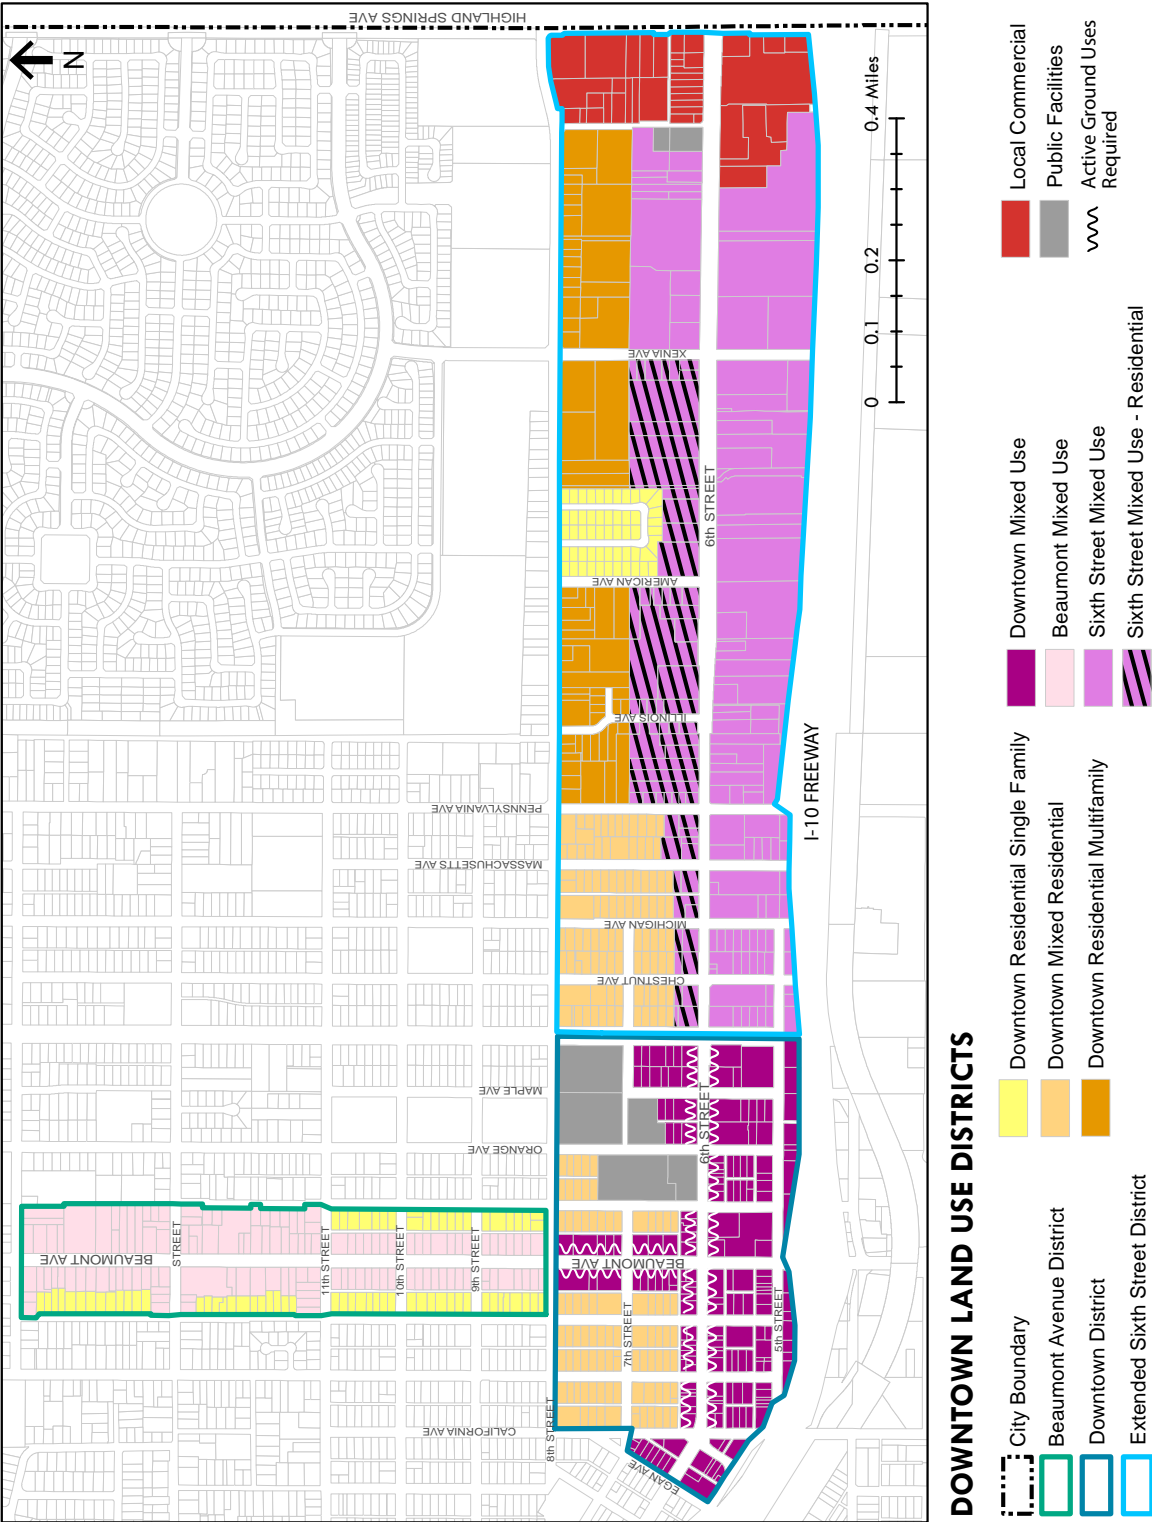 HIGHLAND SPRINGS AVE
N
XENIA AVE
6th STREET
AMERICAN AVE
ILLINOIS AVE
PENNSYLVANIA AVE
MASSACHUSETTS AVE
MICHIGAN AVE
CHESTNUT AVE
MAPLE AVE
ORANGE AVE
6th STREET
BEAUMONT AVE
STREET
11th STREET
10th STREET
9th STREET
BEAUMONT AVE
7th STREET
5th STREET
8th STREET
CALIFORNIA AVE
EGAN AVE
I-10 FREEWAY
0
0.1
0.2
0.4 Miles
DOWNTOWN LAND USE DISTRICTS
City Boundary
Beaumont Avenue District
Downtown District
Extended Sixth Street District
Downtown Residential Single Family
Downtown Mixed Residential
Downtown Residential Multifamily
Downtown Mixed Use
Beaumont Mixed Use
Sixth Street Mixed Use
Sixth Street Mixed Use - Residential
Local Commercial
Public Facilities
Active Ground Uses
Required